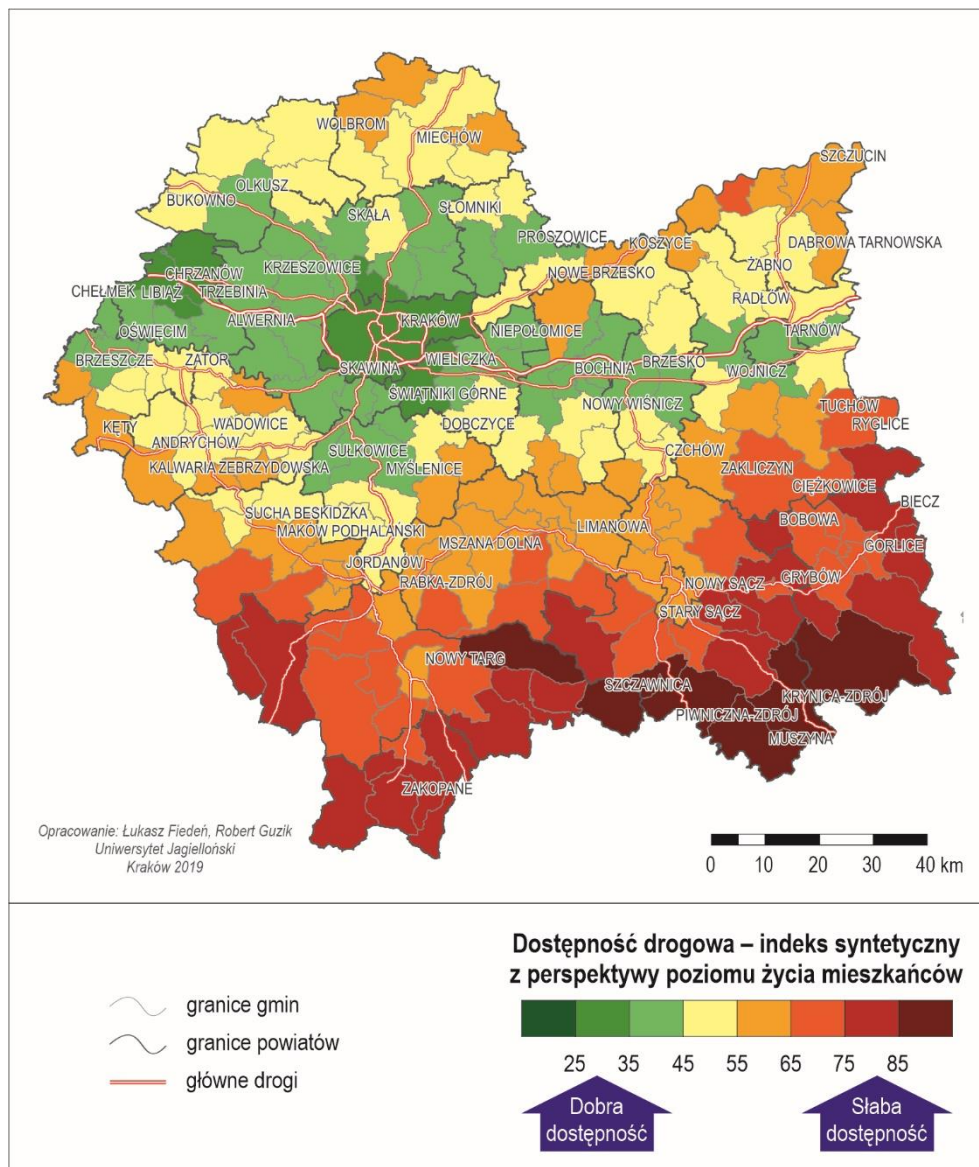 SZCZUCIN
WOLBROM
MIECHÓW
OLKUSZ
BUKOWNO
SKAŁA
SŁOMNIKI
PROSZOWICE
KOSZYCE
DĄBROWA TARNOWSKA
KRZESZOWICE
NOWE BRZESKO
ŻABNO
CHRZANÓW
CHEŁMEK LIBIĄŻ TRZEBINIA
RADŁÓW
ALWERNIA
KRAKÓW
NIEPOŁOMICE
TARNÓW
OŚWIĘCIM
BRZESZCZE ZATOR
SKAWINA
WIELICZKA
BOCHNIA
BRZESKO
WOJNICZ
ŚWIĄTNIKI GÓRNE
NOWY WIŚNICZ
TUCHÓW
RYGLICE
KĘTY
WADOWICE
ANDRYCHÓW
DOBCZYCE
SUŁKOWICE
CZCHÓW
KALWARIA ZEBRZYDOWSKA
MYŚLENICE
ZAKLICZYN
CIĘŻKOWICE
BIECZ
SUCHA BESKIDZKA
MAKÓW PODHALAŃSKI
LIMANOWA
BOBOWA
MSZANA DOLNA
GORLICE
JORDANÓW
RABKA-ZDRÓJ
NOWY SĄCZ
GRYBÓW
STARY SĄCZ
NOWY TARG
SZCZAWNICA
KRYNICA-ZDRÓJ
PIWNICZNA-ZDRÓJ
MUSZYNA
ZAKOPANE
Opracowanie: Łukasz Fiedeń, Robert Guzik
Uniwersytet Jagielloński
Kraków 2019
0 10 20 30 40 km
Dostępność drogowa – indeks syntetyczny
z perspektywy poziomu życia mieszkańców
granice gmin
granice powiatów
główne drogi
25 35 45 55 65 75 85
Dobra
dostępność
Słaba
dostępność